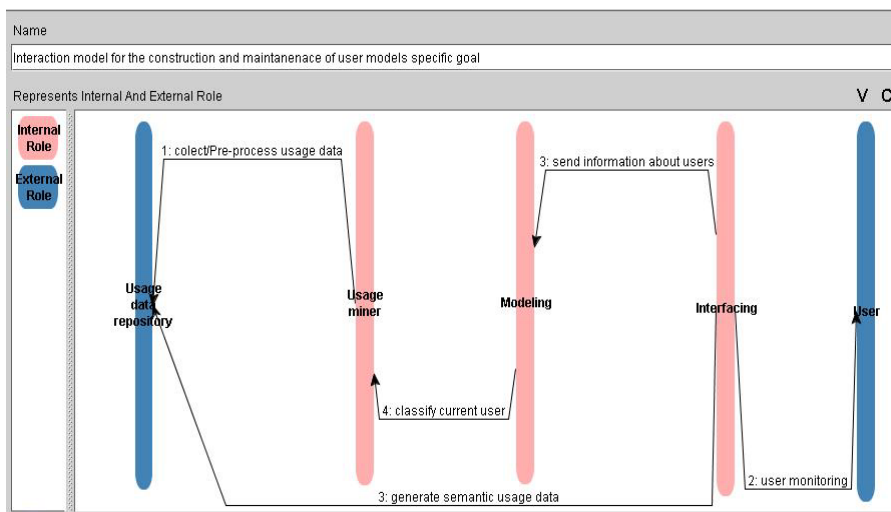 Name
Interaction model for the construction and maintanenace of user models specific goal
Represents Internal And External Role
V C
Internal
Role
External
Role
1: colect/Pre-process usage data
3: send information about users
Usage
data
repository
Usage
miner
Modeling
Interfacing
User
4: classify current user
2: user monitoring
3: generate semantic usage data